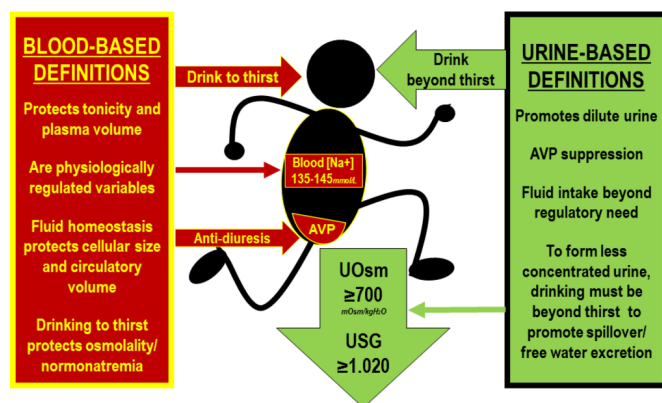 BLOOD-BASED
DEFINITIONS
Protects tonicity and
plasma volume
Are physiologically
regulated variables
Fluid homeostasis
protects cellular size
and circulatory
volume
Drinking to thirst
protects osmolality/
normonatremia
Drink to thirst
Anti-diuresis
Blood [Na+]
135-145mmol/L
AVP
Drink
beyond thirst
UOsm
≥700
mOsm/kgH₂O
USG
≥1.020
URINE-BASED
DEFINITIONS
Promotes dilute urine
AVP suppression
Fluid intake beyond
regulatory need
To form less
concentrated urine,
drinking must be
beyond thirst to
promote spillover/
free water excretion